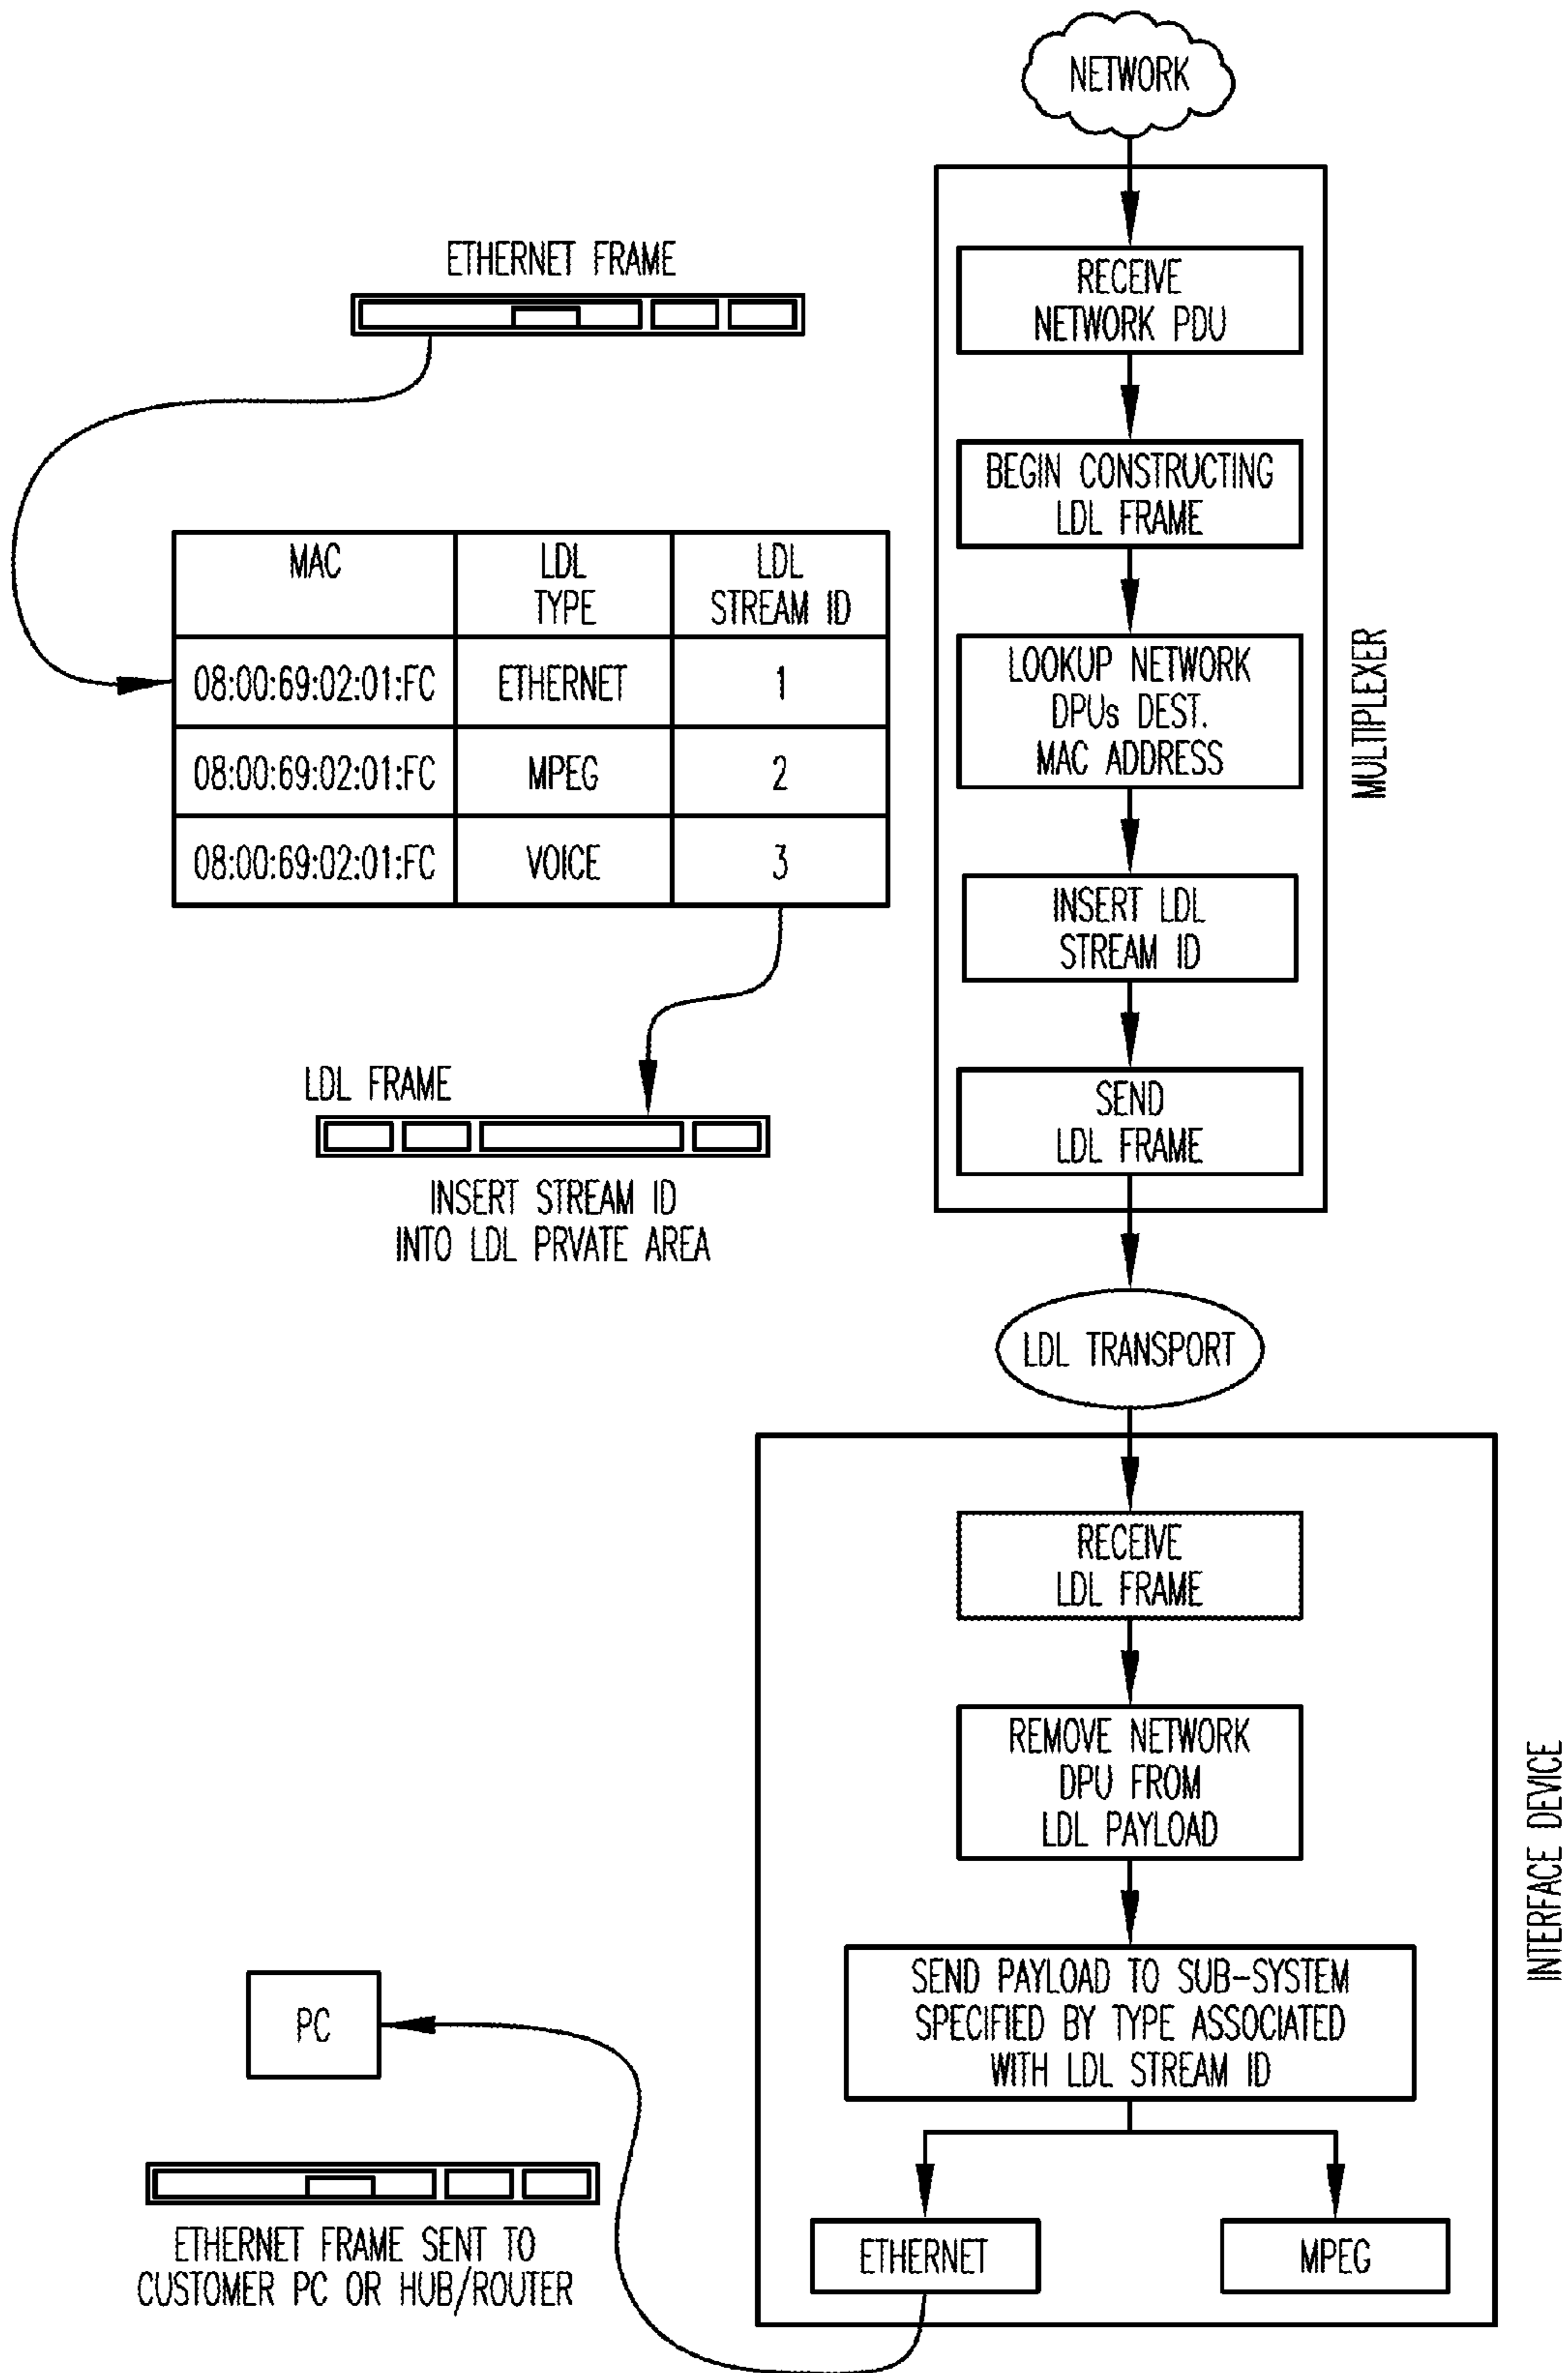 NETWORK
RECEIVE
NETWORK PDU
BEGIN CONSTRUCTING
LDL FRAME
LOOKUP NETWORK
DPUs DEST.
MAC ADDRESS
INSERT LDL
STREAM ID
SEND
LDL FRAME
MULTIPLEXER
ETHERNET FRAME
MAC LDL TYPE LDL STREAM ID
08:00:69:02:01:FC ETHERNET 1
08:00:69:02:01:FC MPEG 2
08:00:69:02:01:FC VOICE 3
LDL FRAME
INSERT STREAM ID
INTO LDL PRVATE AREA
LDL TRANSPORT
RECEIVE
LDL FRAME
REMOVE NETWORK
DPU FROM
LDL PAYLOAD
SEND PAYLOAD TO SUB-SYSTEM
SPECIFIED BY TYPE ASSOCIATED
WITH LDL STREAM ID
ETHERNET
MPEG
INTERFACE DEVICE
PC
ETHERNET FRAME SENT TO
CUSTOMER PC OR HUB/ROUTER